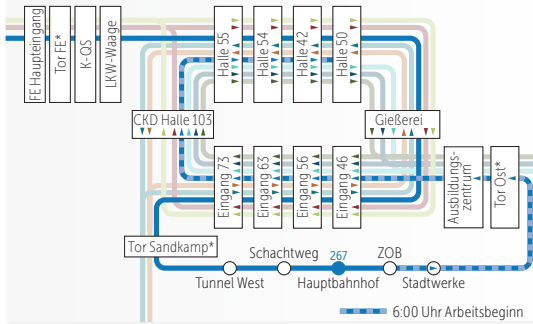 FE Haupteingang
Tor FE*
K-QS
LKW-Waage
Halle 55
Halle 54
Halle 42
Halle 50
CKD Halle 103
Gießerei
Eingang 73
Eingang 63
Eingang 56
Eingang 46
Ausbildungs-
zentrum
Tor Ost*
Tor Sandkamp*
Schachtweg
267
ZOB
Tunnel West
Hauptbahnhof
Stadtwerke
6:00 Uhr Arbeitsbeginn